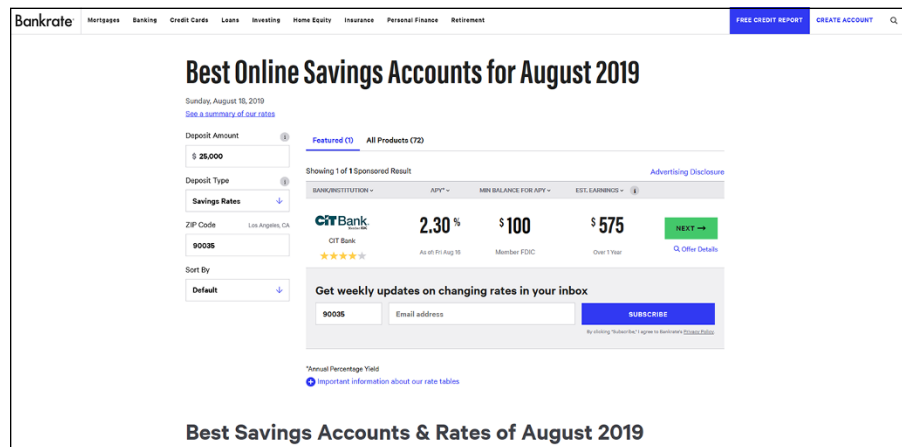 Bankrate
Mortgages Banking Credit Cards Loans Investing Home Equity Insurance Personal Finance Retirement
FREE CREDIT REPORT
CREATE ACCOUNT
Best Online Savings Accounts for August 2019
Sunday, August 18, 2019
See a summary of our rates
Deposit Amount
$ 25,000
Deposit Type
Savings Rates
ZIP Code Los Angeles, CA
90035
Sort By
Default
Featured (1) All Products (72)
Showing 1 of 1 Sponsored Result
Advertising Disclosure
BANK/INSTITUTION APY* MIN BALANCE FOR APY EST. EARNINGS
CIT Bank
Member FDIC
CIT Bank
2.30 %
As of: Fri Aug 16
$ 100
Member FDIC
$ 575
Over 1 Year
NEXT →
Offer Details
Get weekly updates on changing rates in your inbox
90035
Email address
SUBSCRIBE
By clicking "Subscribe," I agree to Bankrate's Privacy Policy.
*Annual Percentage Yield
Important information about our rate tables
Best Savings Accounts & Rates of August 2019